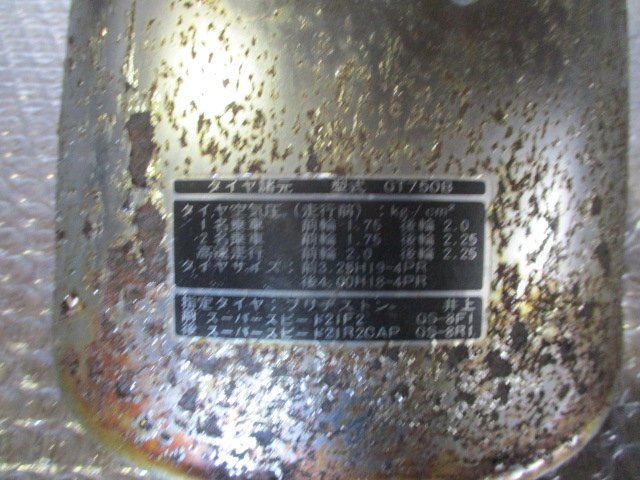 タイヤ諸元 型式 GT750B
タイヤ空気圧(走行前):kg/cm²
1名乗車 前輪 1.75 後輪 2.0
2名乗車 前輪 1.75 後輪 2.25
高速走行 前輪 2.0 後輪 2.25
タイヤサイズ:前3.25H19-4PR
後4.00H18-4PR
指定タイヤ:ブリヂストン、 井上
前 スーパースピード21F2 GS-8F1
後 スーパースピード21R2CAP GS-8R1